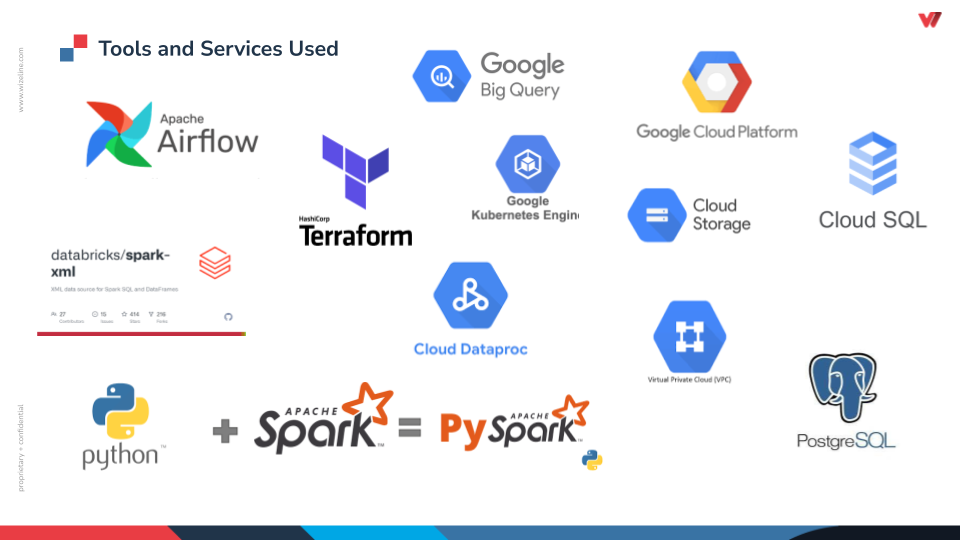 www.wizeline.com
Tools and Services Used
Apache
Airflow
HashiCorp
Terraform
Google
Big Query
Google
Kubernetes Engine
Google Cloud Platform
Cloud
Storage
Cloud SQL
databricks/spark-
xml
XML data source for Spark SQL and DataFrames
27
Contributors
15
Issues
414
Stars
216
Forks
Cloud Dataproc
Virtual Private Cloud (VPC)
python™
+
APACHE
Spark™
=
Py
APACHE
Spark™
PostgreSQL
proprietary + confidential